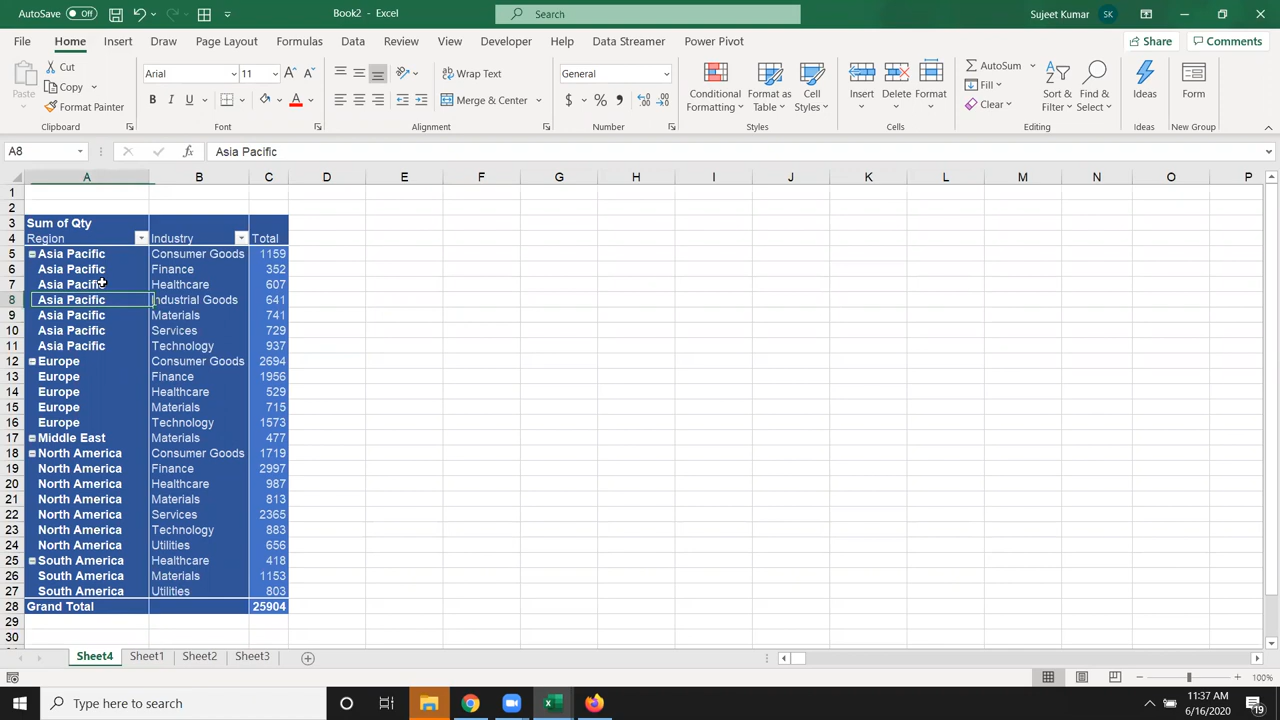 AutoSave Off Book2 - Excel Search Sujeet Kumar SK
File Home Insert Draw Page Layout Formulas Data Review View Developer Help Data Streamer Power Pivot Share Comments
Cut Arial 11 Wrap Text General AutoSum
Copy Fill
Paste Format Painter B I U Merge & Center $ % Conditional Formatting Format as Table Cell Styles Insert Delete Format Clear Sort & Filter Find & Select Ideas Form
Clipboard Font Alignment Number Styles Cells Editing Ideas New Group
A8 fx Asia Pacific
A B C D E F G H I J K L M N O P
1
2
3 Sum of Qty
4 Region Industry Total
5 Asia Pacific Consumer Goods 1159
6 Asia Pacific Finance 352
7 Asia Pacific Healthcare 607
8 Asia Pacific Industrial Goods 641
9 Asia Pacific Materials 741
10 Asia Pacific Services 729
11 Asia Pacific Technology 937
12 Europe Consumer Goods 2694
13 Europe Finance 1956
14 Europe Healthcare 529
15 Europe Materials 715
16 Europe Technology 1573
17 Middle East Materials 477
18 North America Consumer Goods 1719
19 North America Finance 2997
20 North America Healthcare 987
21 North America Materials 813
22 North America Services 2365
23 North America Technology 883
24 North America Utilities 656
25 South America Healthcare 418
26 South America Materials 1153
27 South America Utilities 803
28 Grand Total 25904
29
30
Sheet4 Sheet1 Sheet2 Sheet3
100%
Type here to search 11:37 AM
6/16/2020 19